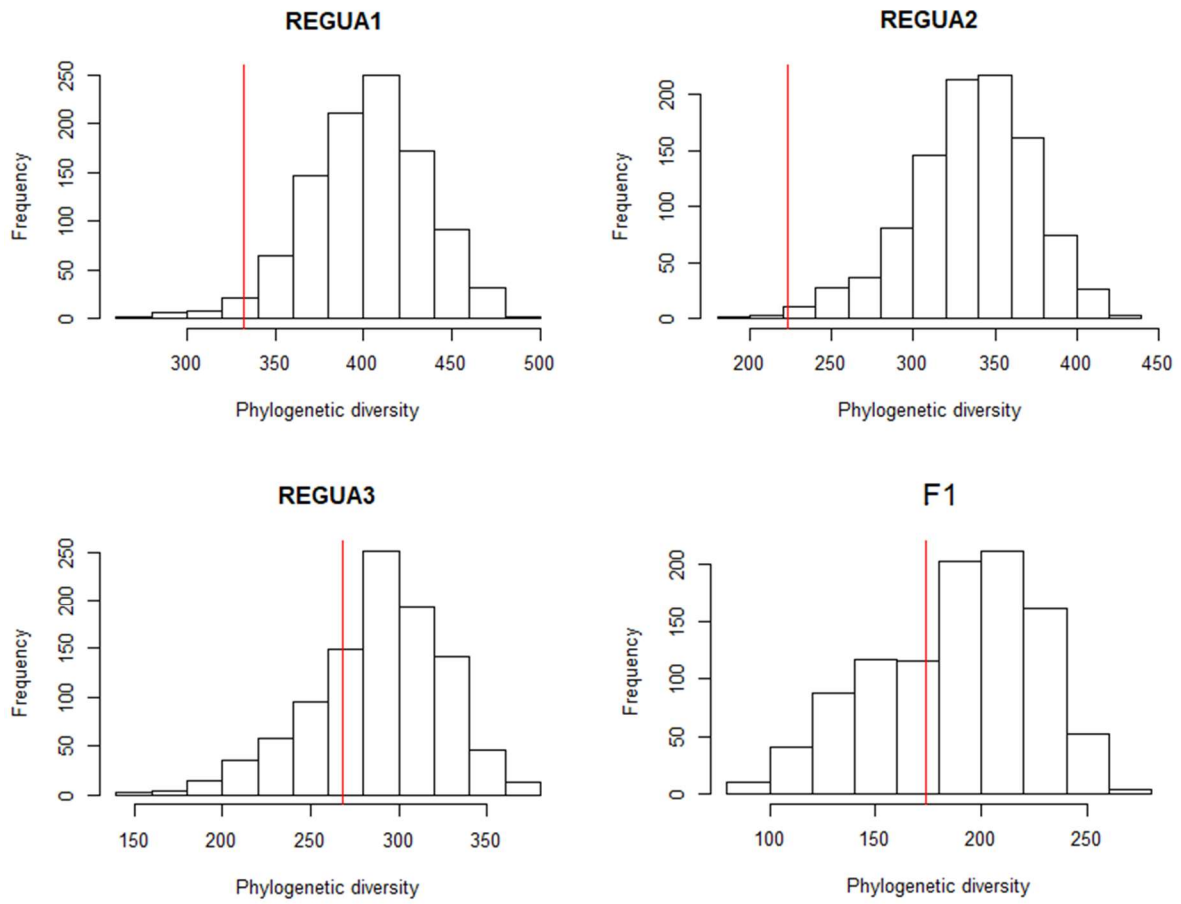 REGUA1
Frequency
0 50 100 150 200 250
300 350 400 450 500
Phylogenetic diversity
REGUA2
Frequency
0 50 100 150 200
200 250 300 350 400 450
Phylogenetic diversity
REGUA3
Frequency
0 50 100 150 200 250
150 200 250 300 350
Phylogenetic diversity
F1
Frequency
0 50 100 150 200
100 150 200 250
Phylogenetic diversity